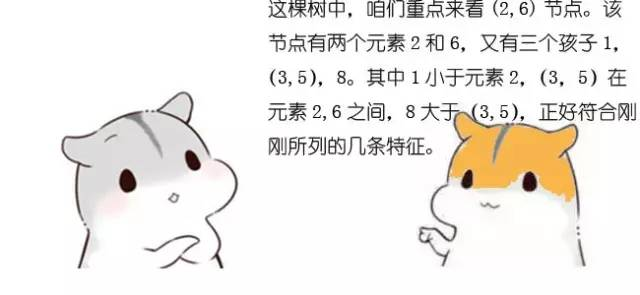 这棵树中，咱们重点来看 (2,6) 节点。该
节点有两个元素 2 和 6，又有三个孩子 1，
(3,5)，8。其中 1 小于元素 2，(3，5) 在
元素 2,6 之间，8 大于 (3,5)，正好符合刚
刚所列的几条特征。